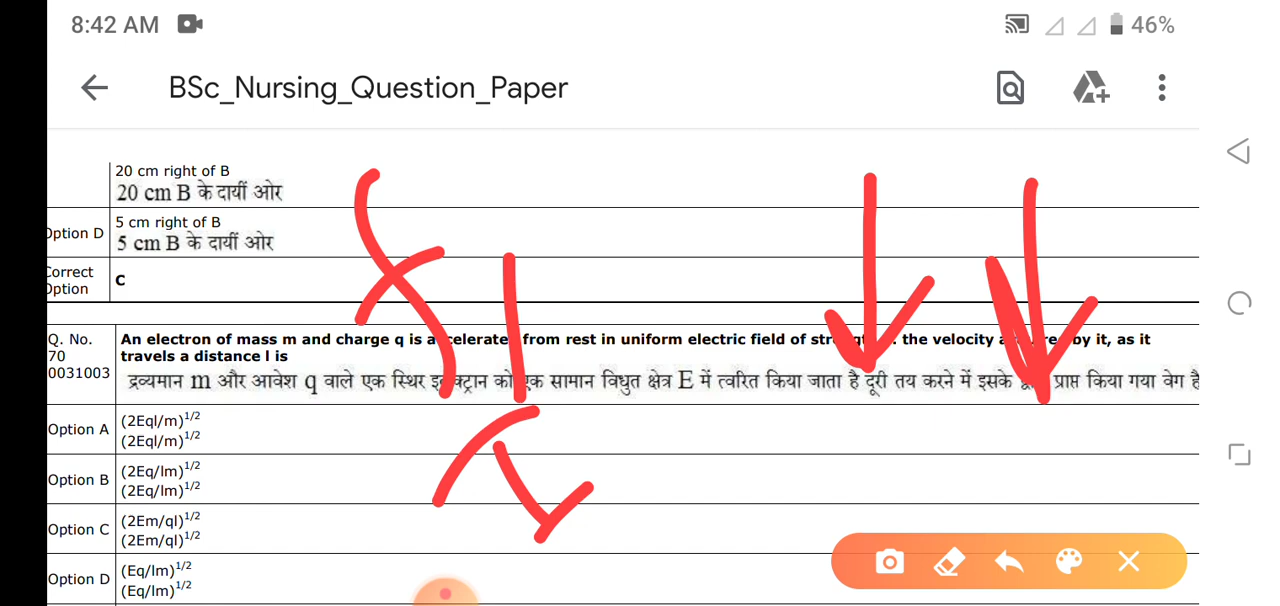 8:42 AM 46%
BSc_Nursing_Question_Paper
20 cm right of B
20 cm B के दायीं ओर
Option D 5 cm right of B
5 cm B के दायीं ओर
Correct Option C
Q. No. 70 0031003
An electron of mass m and charge q is accelerated from rest in uniform electric field of the velocity by it, as it
travels a distance l is
द्रव्यमान m और आवेश q वाले एक स्थिर को एक सामान विधुत क्षेत्र E में त्वरित किया जाता है दूरी तय करने में इसके प्राप्त किया गया वेग है
Option A (2Eql/m)1/2
(2Eql/m)1/2
Option B (2Eq/lm)1/2
(2Eq/lm)1/2
Option C (2Em/ql)1/2
(2Em/ql)1/2
Option D (Eq/lm)1/2
(Eq/lm)1/2